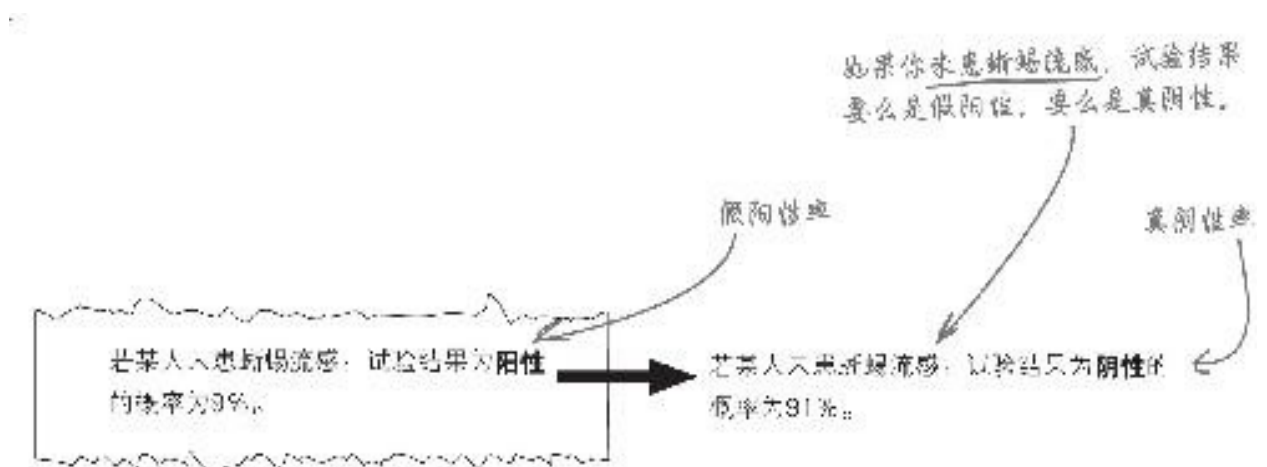 如果你未患蜥蜴流感，试验结果
要么是假阳性，要么是真阴性。
假阳性率
真阴性率
若某人未患蜥蜴流感，试验结果为阳性
的概率为9%。
若某人未患蜥蜴流感，试验结果为阴性的
概率为91%。